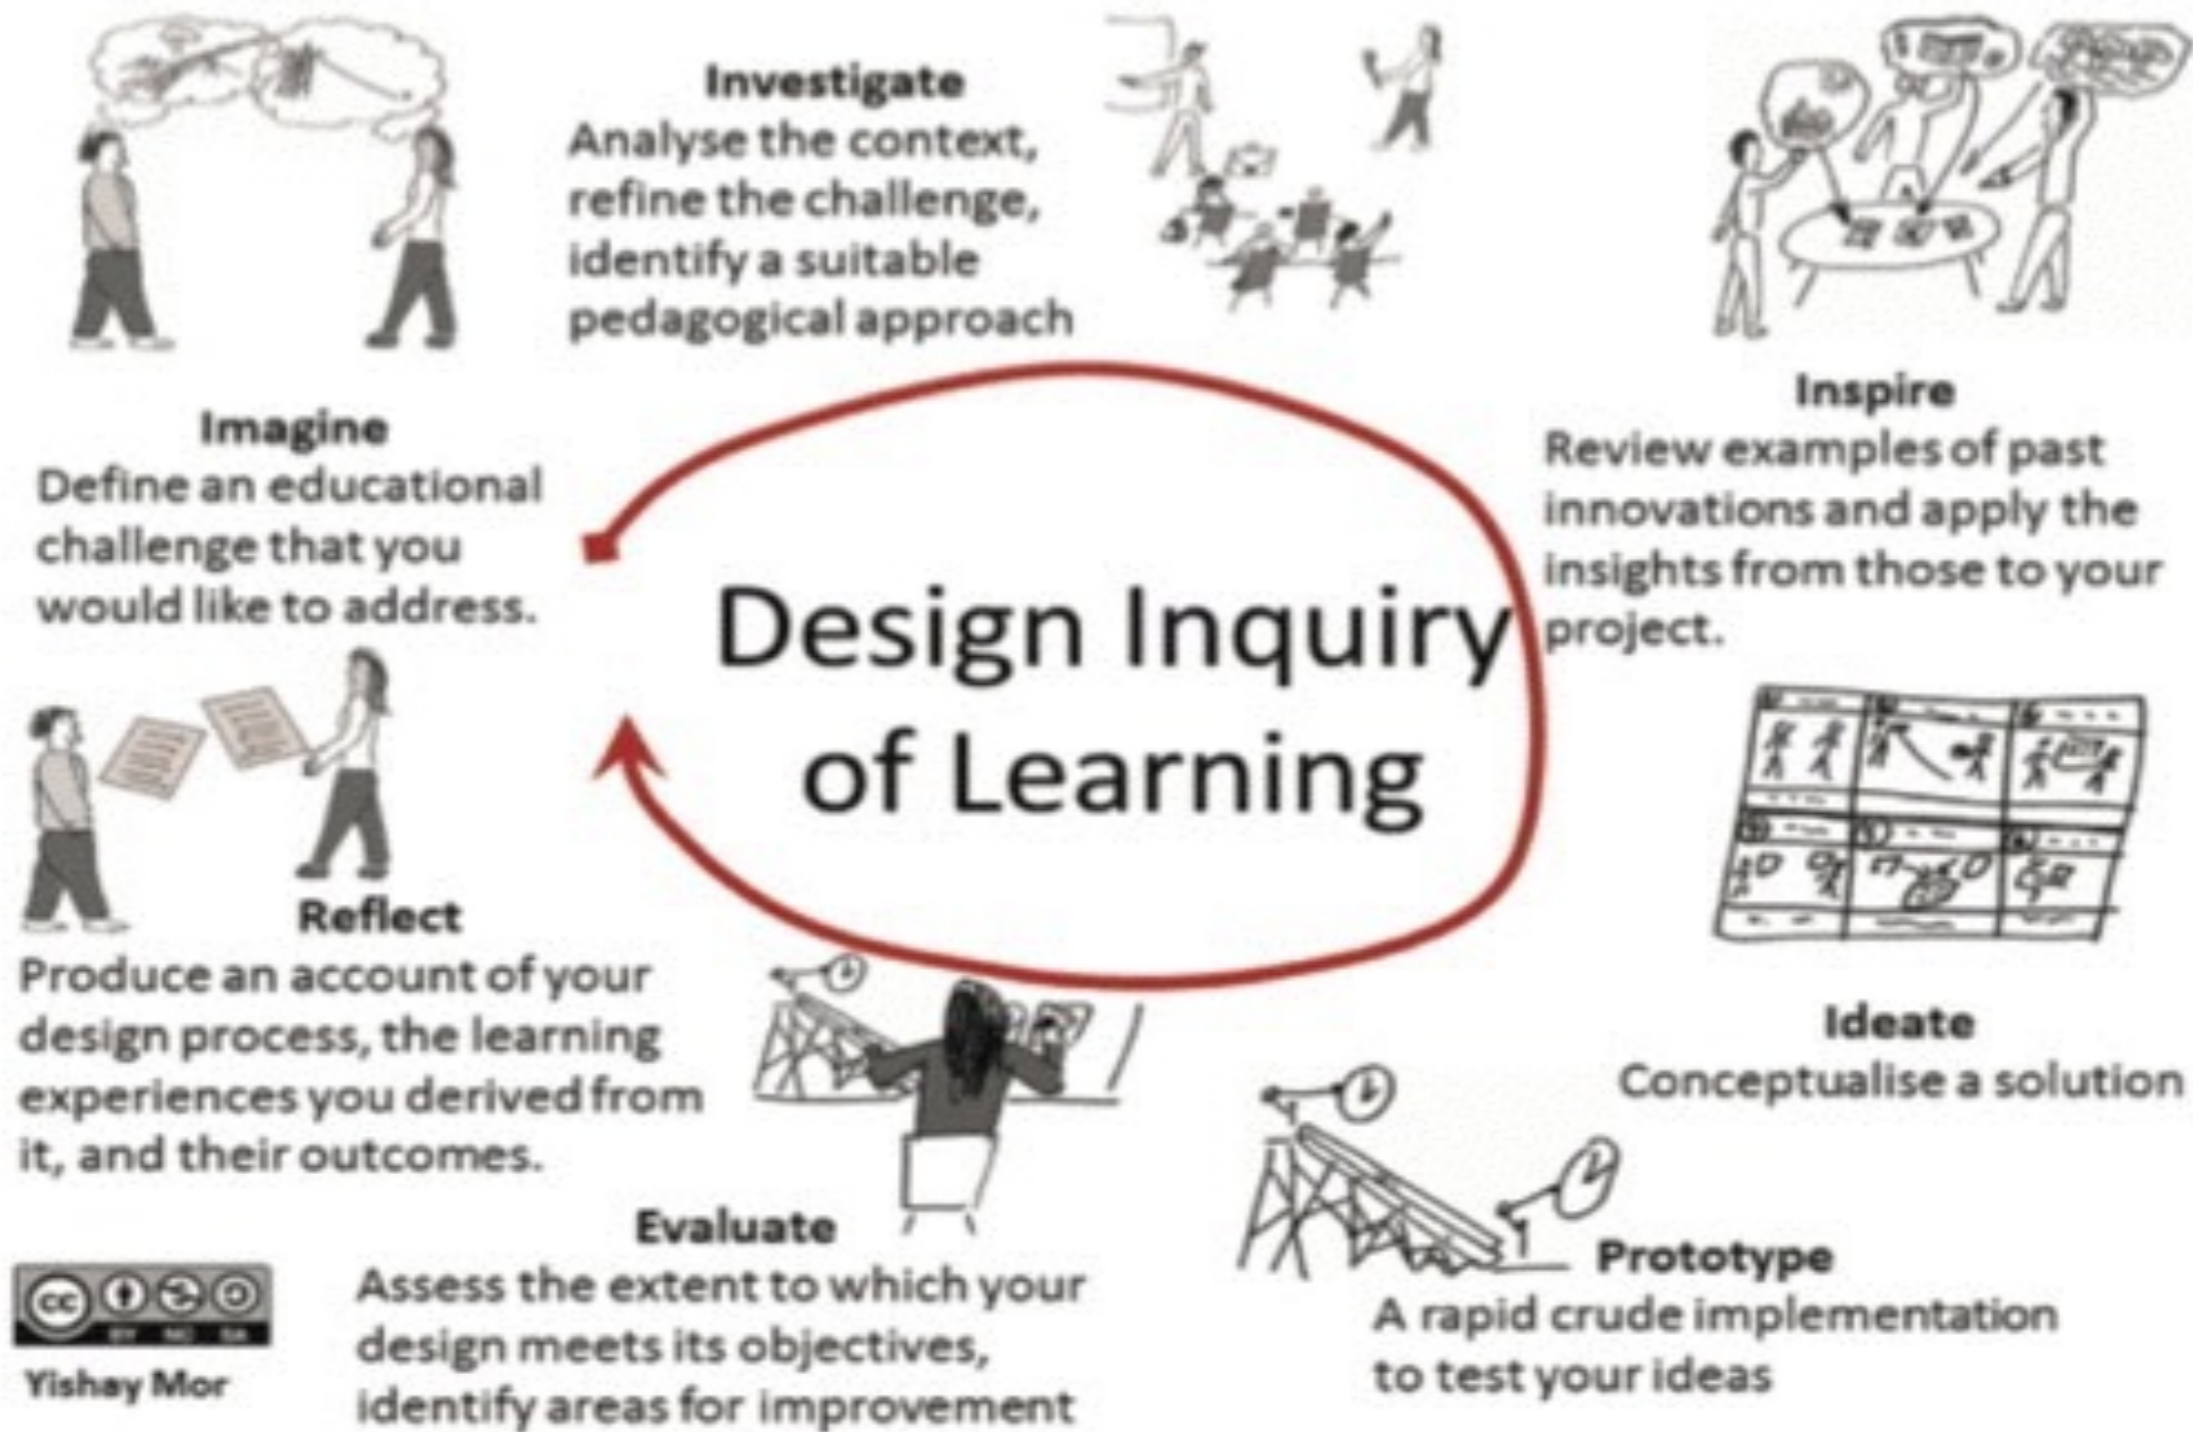 Investigate
Analyse the context,
refine the challenge,
identify a suitable
pedagogical approach
Imagine
Define an educational
challenge that you
would like to address.
Inspire
Review examples of past
innovations and apply the
insights from those to your
project.
Design Inquiry
of Learning
Reflect
Produce an account of your
design process, the learning
experiences you derived from
it, and their outcomes.
Ideate
Conceptualise a solution
Evaluate
Assess the extent to which your
design meets its objectives,
identify areas for improvement
Prototype
A rapid crude implementation
to test your ideas
cc
BY NC SA
Yishay Mor